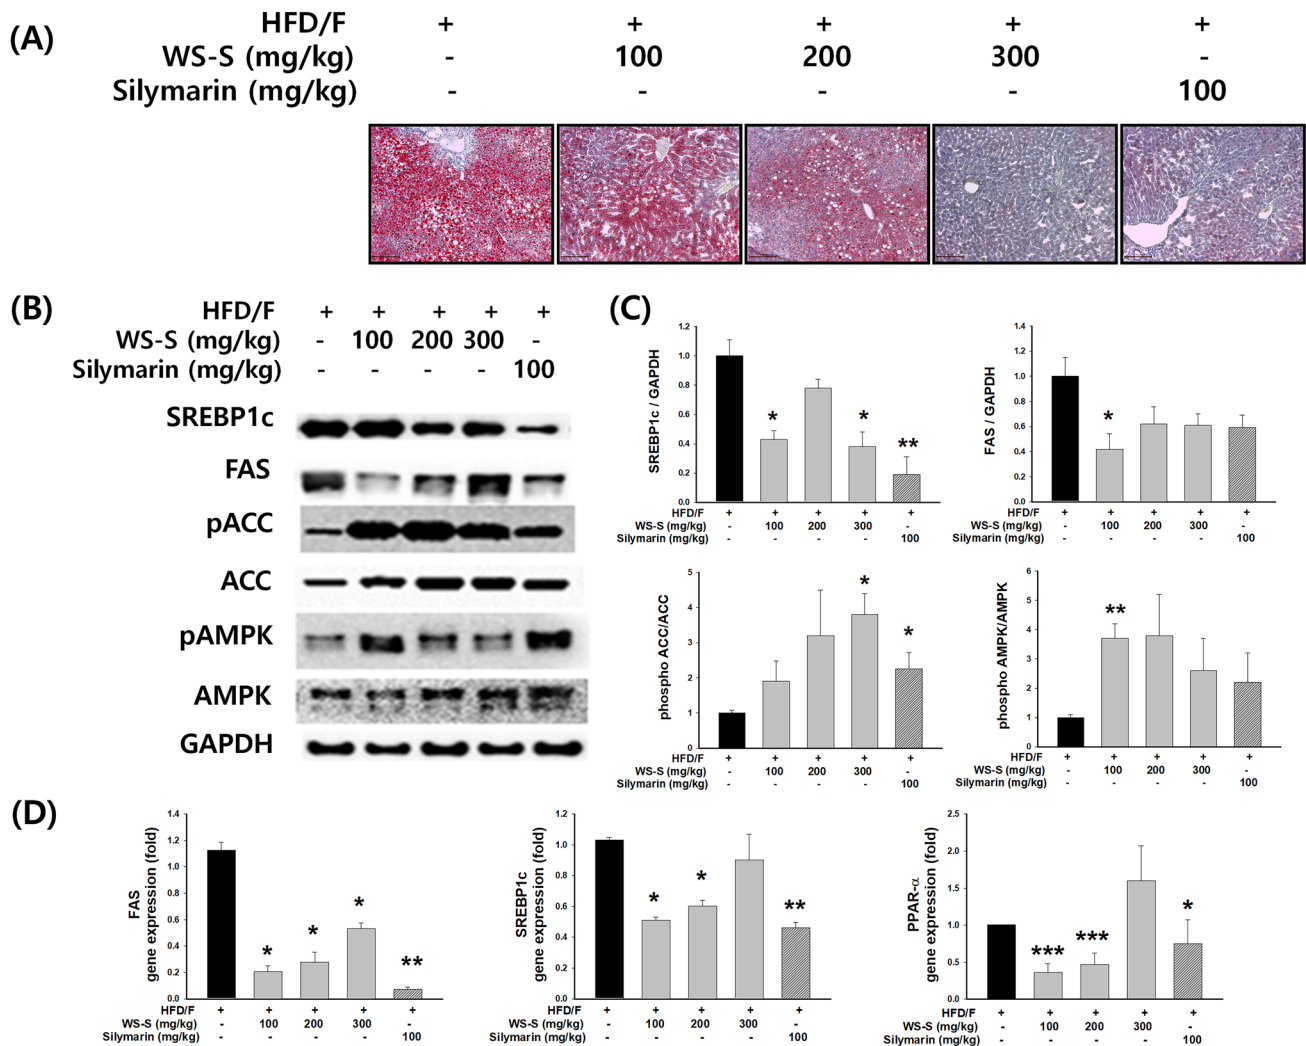 (A)
HFD/F + + + + +
WS-S (mg/kg) - 100 200 300 -
Silymarin (mg/kg) - - - - 100
(B)
HFD/F + + + + +
WS-S (mg/kg) - 100 200 300 -
Silymarin (mg/kg) - - - - 100
SREBP1c
FAS
pACC
ACC
pAMPK
AMPK
GAPDH
(C)
SREBP1c / GAPDH
1.2
1.0
0.8
0.6
0.4
0.2
0.0
* * **
HFD/F + + + + +
WS-S (mg/kg) - 100 200 300 -
Silymarin (mg/kg) - - - - 100
FAS / GAPDH
1.4
1.2
1.0
0.8
0.6
0.4
0.2
0.0
*
HFD/F + + + + +
WS-S (mg/kg) - 100 200 300 -
Silymarin (mg/kg) - - - - 100
phospho ACC/ACC
5
4
3
2
1
0
* *
HFD/F + + + + +
WS-S (mg/kg) - 100 200 300 -
Silymarin (mg/kg) - - - - 100
phospho AMPK/AMPK
6
5
4
3
2
1
0
**
HFD/F + + + + +
WS-S (mg/kg) - 100 200 300 -
Silymarin (mg/kg) - - - - 100
(D)
FAS
gene expression (fold)
1.4
1.2
1.0
0.8
0.6
0.4
0.2
0.0
* * * **
HFD/F + + + + +
WS-S (mg/kg) - 100 200 300 -
Silymarin (mg/kg) - - - - 100
SREBP1c
gene expression (fold)
1.2
1.0
0.8
0.6
0.4
0.2
0.0
* * **
HFD/F + + + + +
WS-S (mg/kg) - 100 200 300 -
Silymarin (mg/kg) - - - - 100
PPAR-α
gene expression (fold)
2.5
2.0
1.5
1.0
0.5
0.0
*** *** *
HFD/F + + + + +
WS-S (mg/kg) - 100 200 300 -
Silymarin (mg/kg) - - - - 100